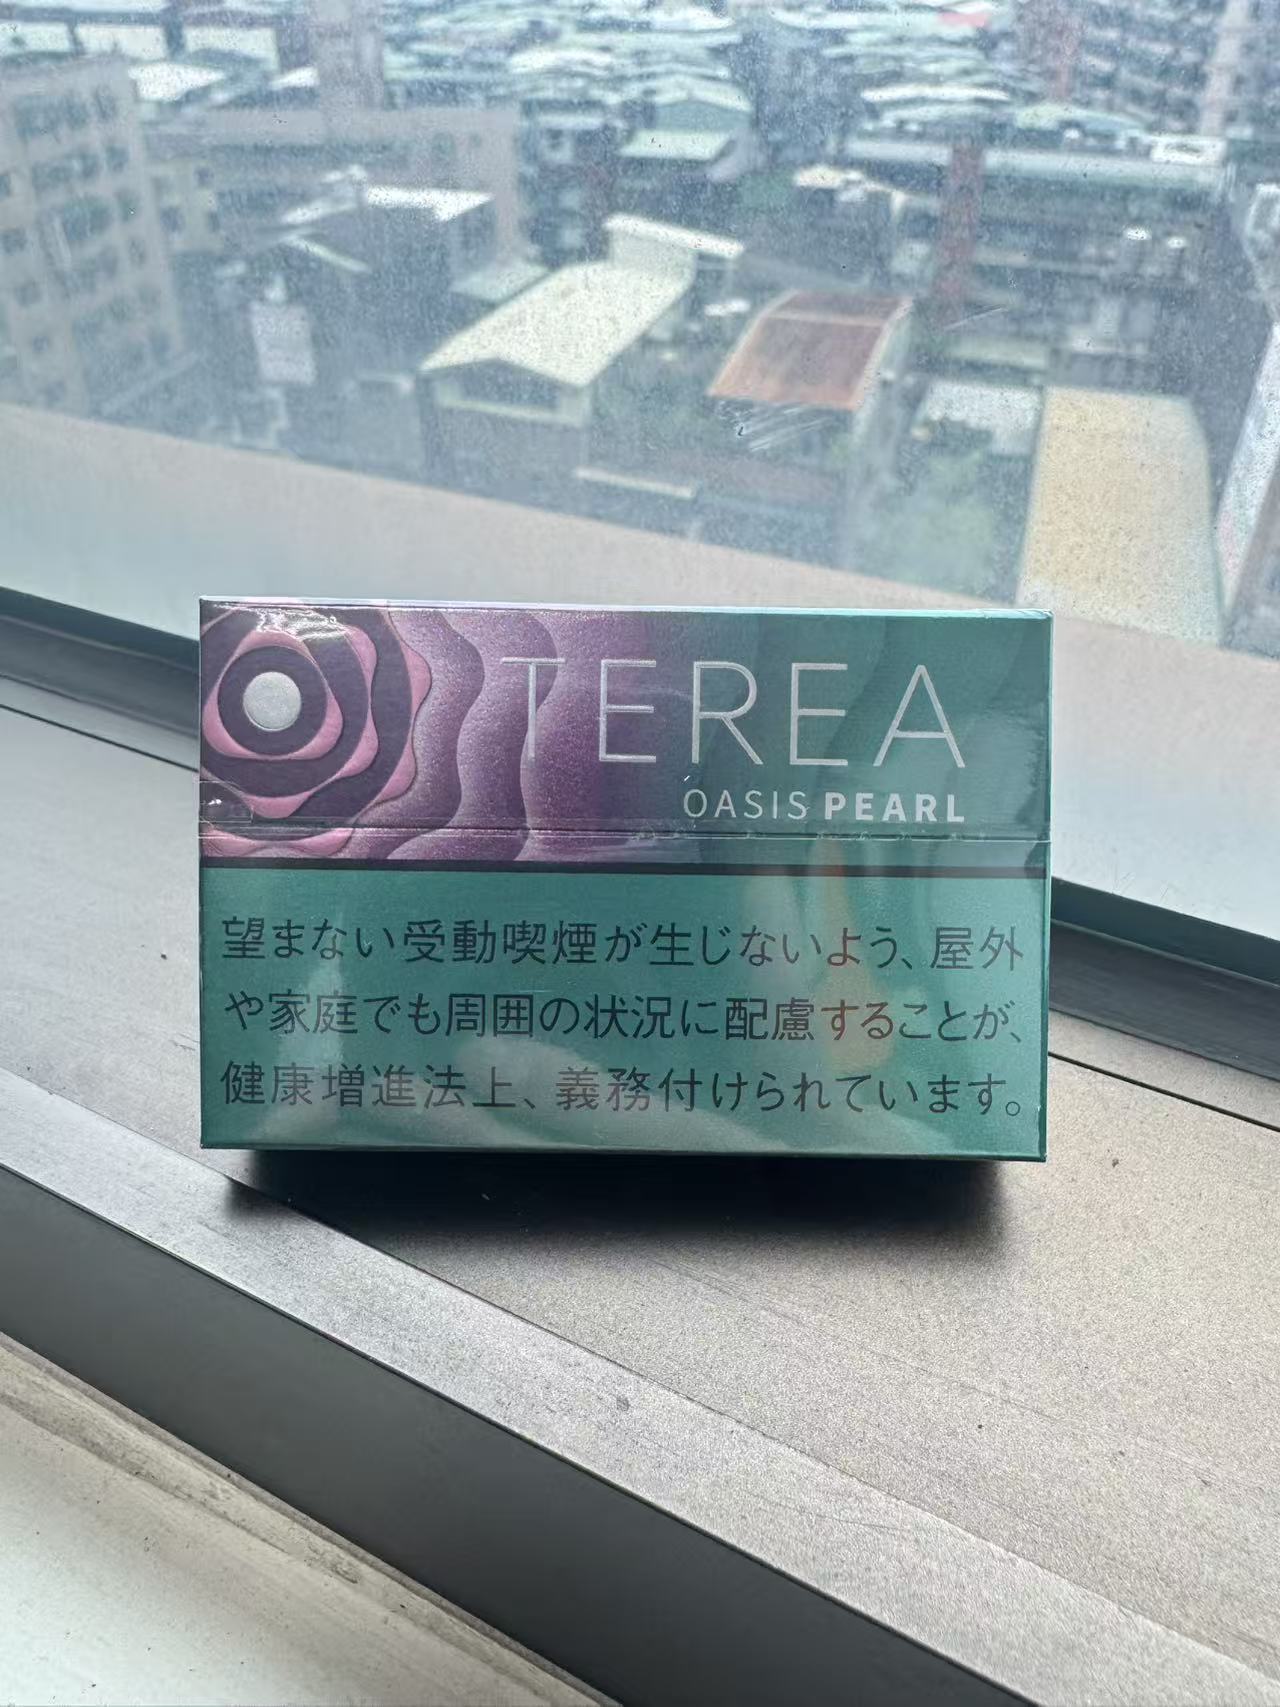 TEREA
OASIS PEARL
望まない受動喫煙が生じないよう、屋外
や家庭でも周囲の状況に配慮することが、
健康増進法上、義務付けられています。